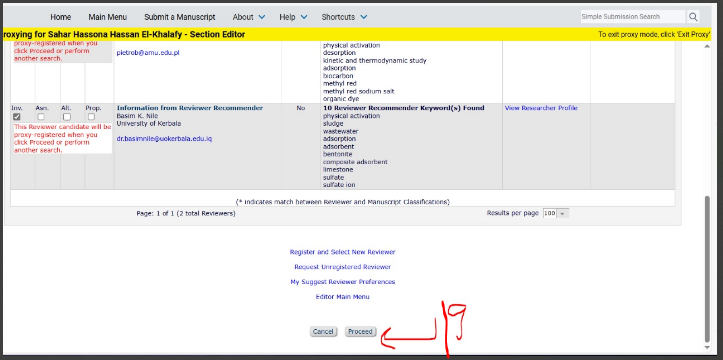 Home Main Menu Submit a Manuscript About Help Shortcuts Simple Submission Search
roxying for Sahar Hassona Hassan El-Khalafy - Section Editor To exit proxy mode, click 'Exit Proxy'
proxy-registered when you
click Proceed or perform
another search.
pietrob@amu.edu.pl
physical activation
desorption
kinetic and thermodynamic study
adsorption
biocarbon
methyl red
methyl red sodium salt
organic dye
Inv. Asn. Alt. Prop.
This Reviewer candidate will be
proxy-registered when you
click Proceed or perform
another search.
Information from Reviewer Recommender
Basim K. Nile
University of Kerbala
dr.basimnile@uokerbala.edu.iq
No
10 Reviewer Recommender Keyword(s) Found
physical activation
sludge
wastewater
adsorption
adsorbent
bentonite
composite adsorbent
limestone
sulfate
sulfate ion
View Researcher Profile
(* indicates match between Reviewer and Manuscript Classifications)
Page: 1 of 1 (2 total Reviewers) Results per page 100
Register and Select New Reviewer
Request Unregistered Reviewer
My Suggest Reviewer Preferences
Editor Main Menu
Cancel Proceed
19